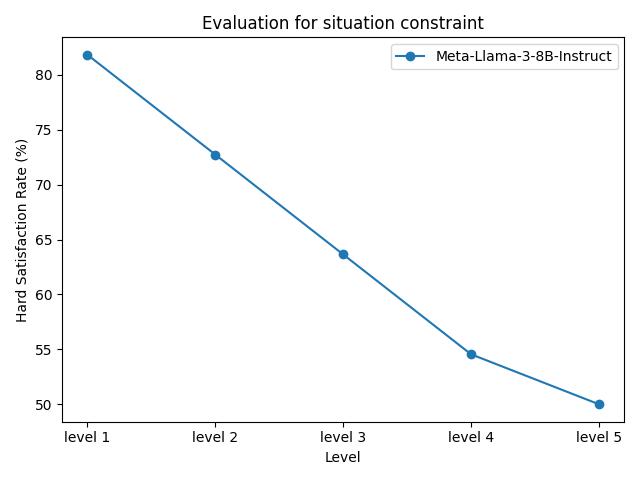 Evaluation for situation constraint
Meta-Llama-3-8B-Instruct
Hard Satisfaction Rate (%)
80
75
70
65
60
55
50
level 1 level 2 level 3 level 4 level 5
Level